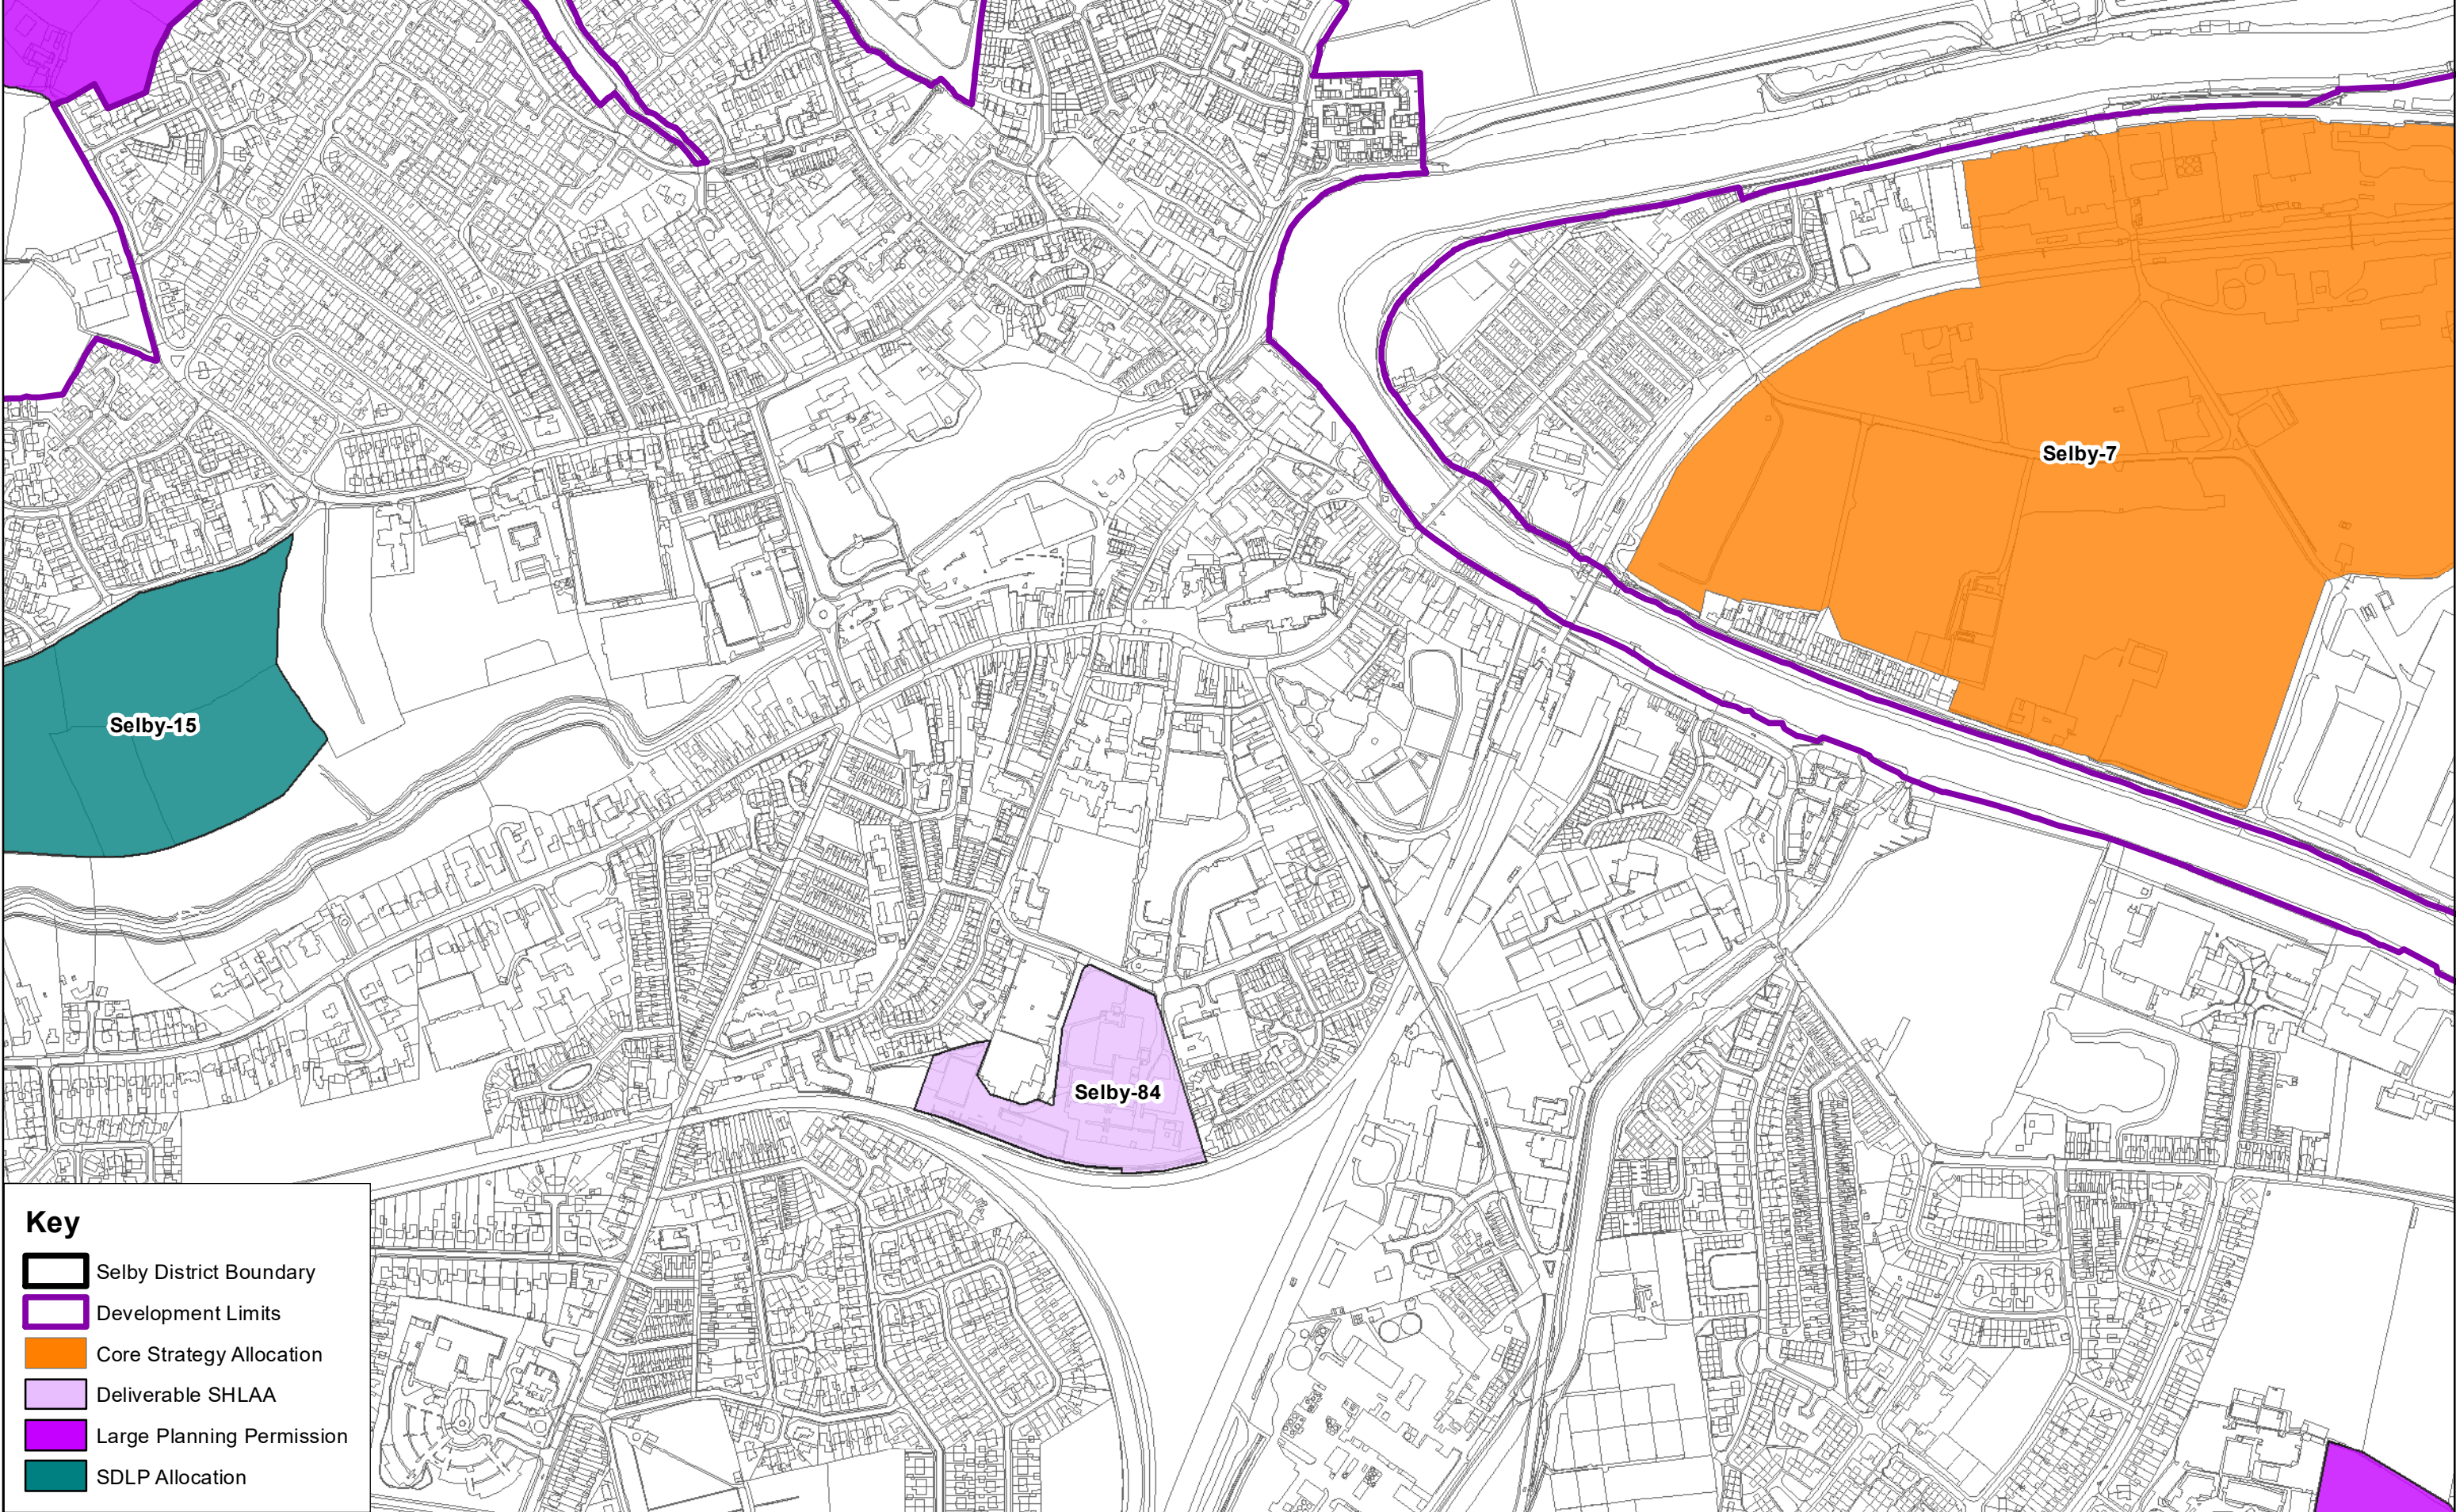 Selby-7
Selby-15
Selby-84
Key
Selby District Boundary
Development Limits
Core Strategy Allocation
Deliverable SHLAA
Large Planning Permission
SDLP Allocation